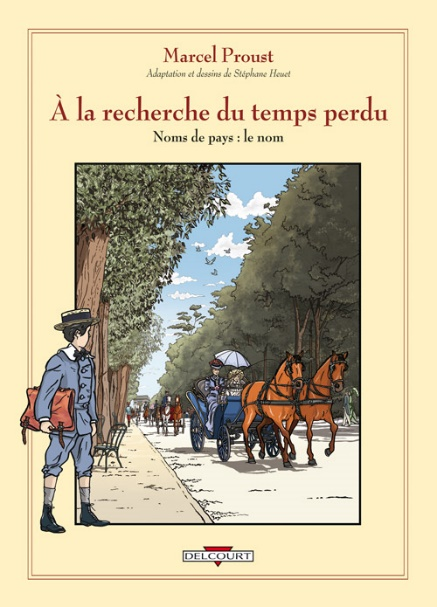 Marcel Proust
Adaptation et dessins de Stéphane Heuet
À la recherche du temps perdu
Noms de pays : le nom
DELCOURT